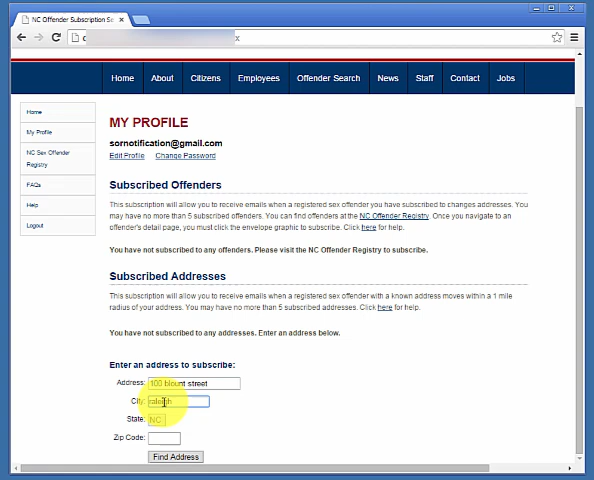 NC Offender Subscription Se
Home
About
Citizens
Employees
Offender Search
News
Staff
Contact
Jobs
Home
My Profile
NC Sex Offender
Registry
FAQs
Help
Logout
MY PROFILE
sornotification@gmail.com
Edit Profile Change Password
Subscribed Offenders
This subscription will allow you to receive emails when a registered sex offender you have subscribed to changes addresses. You
may have no more than 5 subscribed offenders. You can find offenders at the NC Offender Registry. Once you navigate to an
offender's detail page, you must click the envelope graphic to subscribe. Click here for help.
You have not subscribed to any offenders. Please visit the NC Offender Registry to subscribe.
Subscribed Addresses
This subscription will allow you to receive emails when a registered sex offender with a known address moves within a 1 mile
radius of your address. You may have no more than 5 subscribed addresses. Click here for help.
You have not subscribed to any addresses. Enter an address below.
Enter an address to subscribe:
Address: 100 blount street
City: raleigh
State: NC
Zip Code:
Find Address